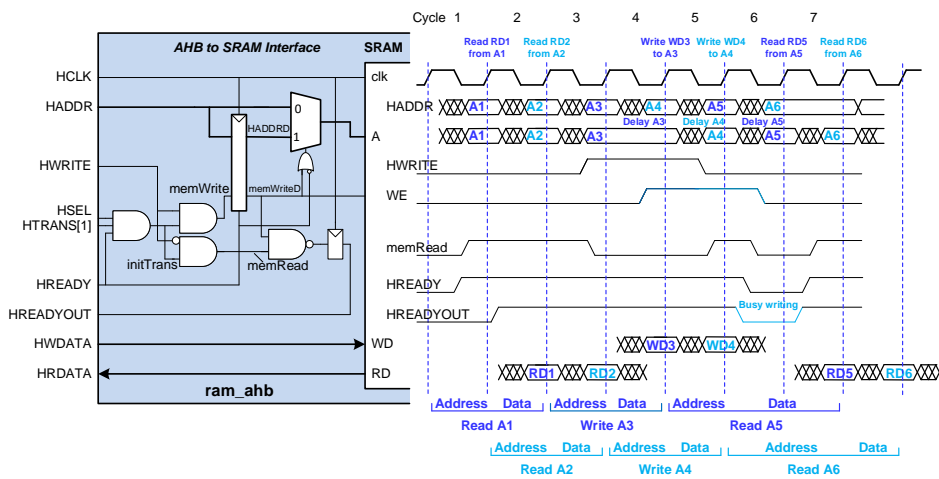 Cycle 1 2 3 4 5 6 7
AHB to SRAM Interface SRAM
Read RD1 from A1
Read RD2 from A2
Write WD3 to A3
Write WD4 to A4
Read RD5 from A5
Read RD6 from A6
HCLK clk
HADDR 0 HADDR A1 A2 A3 A4 A5 A6
HADDRD 1 A Delay A3 Delay A4 Delay A5
A1 A2 A3 A4 A5 A6
HWRITE HWRITE
memWrite memWriteD WE
HSEL
HTRANS[1]
initTrans memRead memRead
HREADY HREADY
Busy writing
HREADYOUT HREADYOUT
HWDATA WD WD3 WD4
HRDATA RD RD1 RD2 RD5 RD6
ram_ahb
Address Data Address Data Address Data
Read A1 Write A3 Read A5
Address Data Address Data Address Data
Read A2 Write A4 Read A6